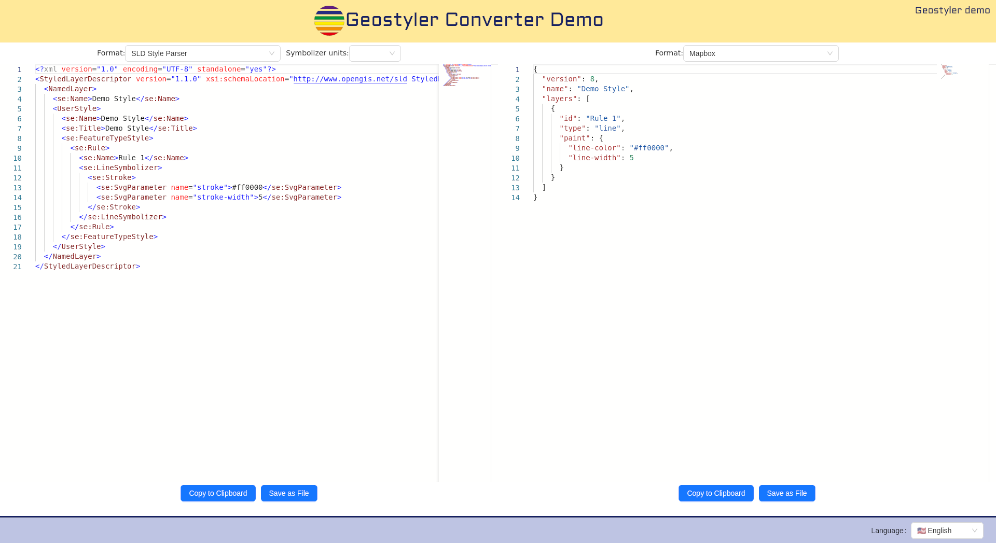 Geostyler Converter Demo
Geostyler demo
Format: SLD Style Parser Symbolizer units:
Format: Mapbox
1 <?xml version="1.0" encoding="UTF-8" standalone="yes"?>
2 <StyledLayerDescriptor version="1.1.0" xsi:schemaLocation="http://www.opengis.net/sld Styled
3 <NamedLayer>
4 <se:Name>Demo Style</se:Name>
5 <UserStyle>
6 <se:Name>Demo Style</se:Name>
7 <se:Title>Demo Style</se:Title>
8 <se:FeatureTypeStyle>
9 <se:Rule>
10 <se:Name>Rule 1</se:Name>
11 <se:LineSymbolizer>
12 <se:Stroke>
13 <se:SvgParameter name="stroke">#ff0000</se:SvgParameter>
14 <se:SvgParameter name="stroke-width">5</se:SvgParameter>
15 </se:Stroke>
16 </se:LineSymbolizer>
17 </se:Rule>
18 </se:FeatureTypeStyle>
19 </UserStyle>
20 </NamedLayer>
21 </StyledLayerDescriptor>
1 {
2 "version": 8,
3 "name": "Demo Style",
4 "layers": [
5 {
6 "id": "Rule 1",
7 "type": "line",
8 "paint": {
9 "line-color": "#ff0000",
10 "line-width": 5
11 }
12 }
13 ]
14 }
Copy to Clipboard Save as File
Copy to Clipboard Save as File
Language: 🇺🇸 English